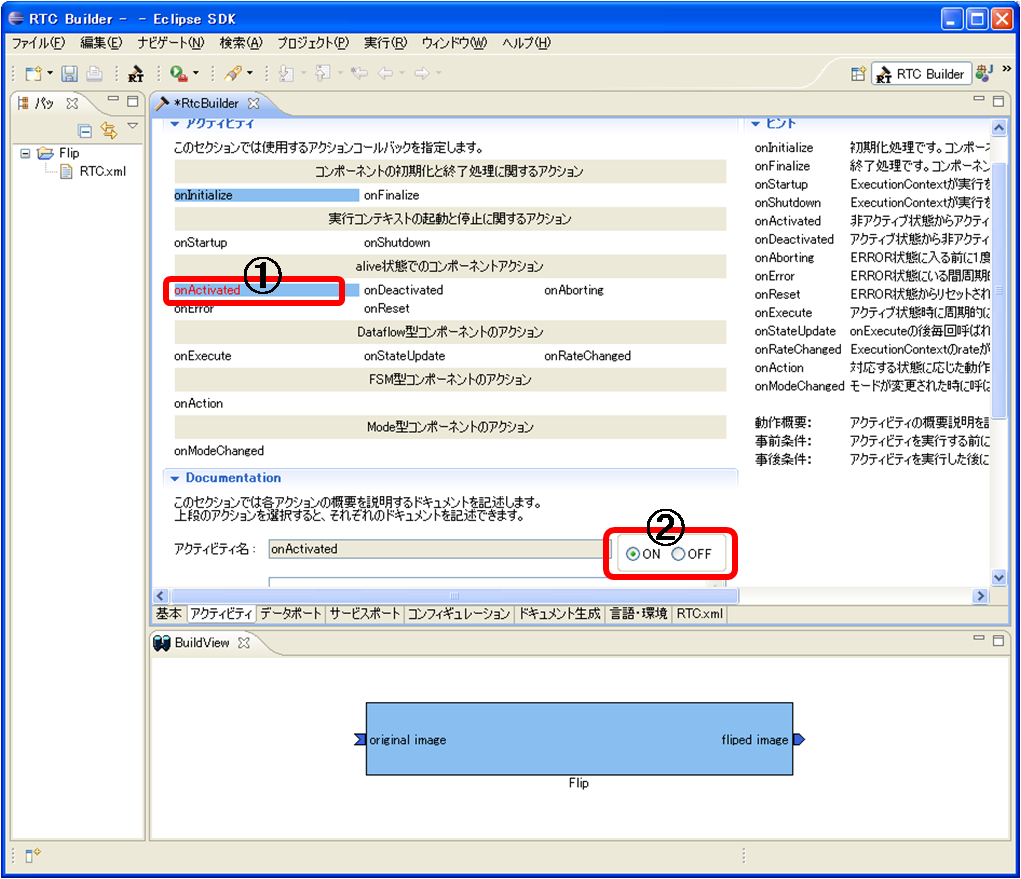 RTC Builder - - Eclipse SDK
ファイル(F) 編集(E) ナビゲート(N) 検索(A) プロジェクト(P) 実行(R) ウィンドウ(W) ヘルプ(H)
RTC Builder
パッ
*RtcBuilder
Flip
RTC.xml
アクティビティ
このセクションでは使用するアクションコールバックを指定します。
コンポーネントの初期化と終了処理に関するアクション
onInitialize onFinalize
実行コンテキストの起動と停止に関するアクション
onStartup onShutdown
①
alive状態でのコンポーネントアクション
onActivated onDeactivated onAborting
onError onReset
Dataflow型コンポーネントのアクション
onExecute onStateUpdate onRateChanged
FSM型コンポーネントのアクション
onAction
Mode型コンポーネントのアクション
onModeChanged
Documentation
このセクションでは各アクションの概要を説明するドキュメントを記述します。
上段のアクションを選択すると、それぞれのドキュメントを記述できます。
②
アクティビティ名： onActivated ON OFF
ヒント
onInitialize 初期化処理です。コンポーネ
onFinalize 終了処理です。コンポーネン
onStartup ExecutionContextが実行を
onShutdown ExecutionContextが実行を
onActivated 非アクティブ状態からアクティ
onDeactivated アクティブ状態から非アクティ
onAborting ERROR状態に入る前に1度
onError ERROR状態にいる間周期
onReset ERROR状態からリセットされ
onExecute アクティブ状態時に周期的に
onStateUpdate onExecuteの後毎回呼ばれ
onRateChanged ExecutionContextのrateが
onAction 対応する状態に応じた動作
onModeChanged モードが変更された時に呼
動作概要: アクティビティの概要説明を
事前条件: アクティビティを実行する前に
事後条件: アクティビティを実行した後に
基本 アクティビティ データポート サービスポート コンフィギュレーション ドキュメント生成 言語・環境 RTC.xml
BuildView
original image fliped image
Flip